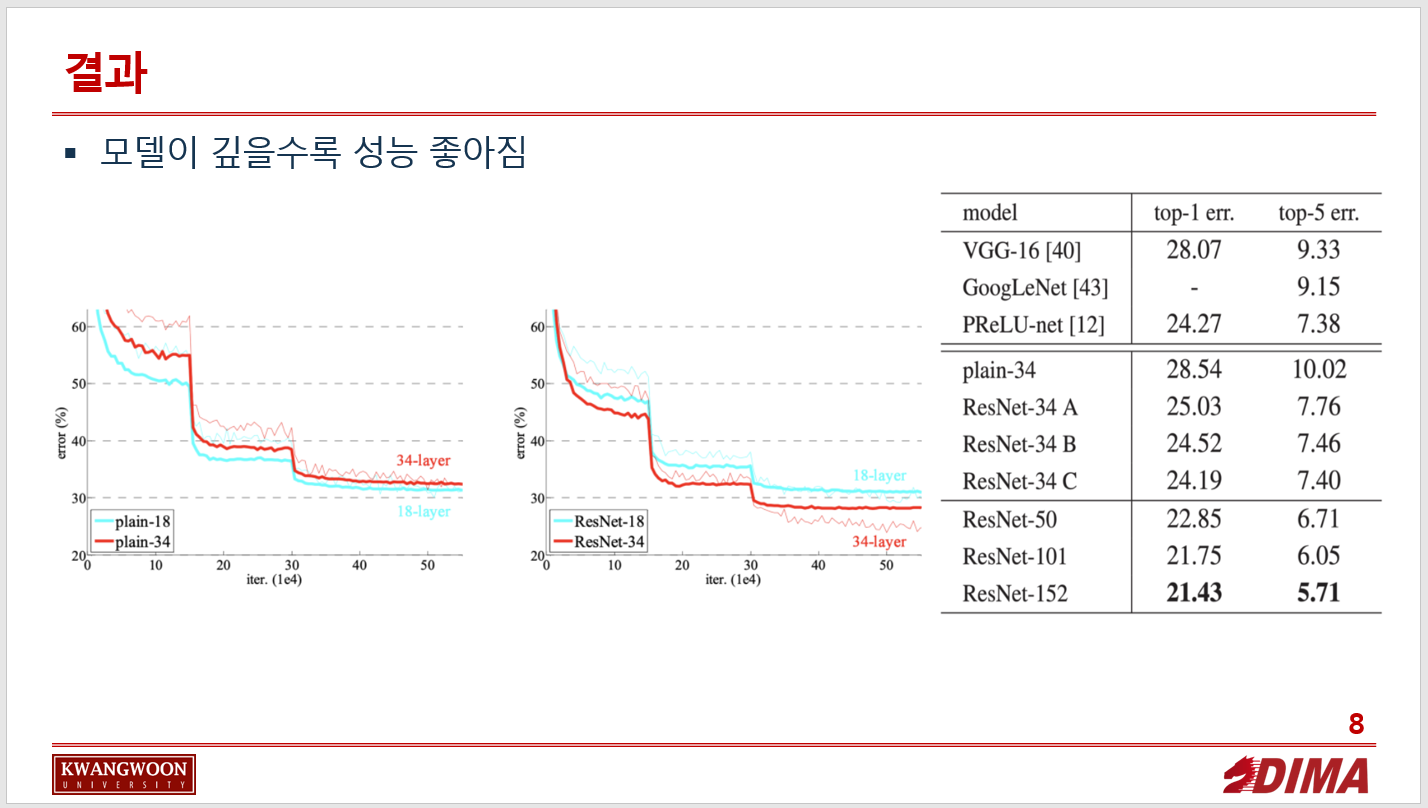 결과
▪ 모델이 깊을수록 성능 좋아짐
error (%)
60
50
40
30
20
34-layer
18-layer
plain-18
plain-34
0 10 20 30 40 50
iter. (1e4)
error (%)
60
50
40
30
20
18-layer
34-layer
ResNet-18
ResNet-34
0 10 20 30 40 50
iter. (1e4)
model top-1 err. top-5 err.
VGG-16 [40] 28.07 9.33
GoogLeNet [43] - 9.15
PReLU-net [12] 24.27 7.38
plain-34 28.54 10.02
ResNet-34 A 25.03 7.76
ResNet-34 B 24.52 7.46
ResNet-34 C 24.19 7.40
ResNet-50 22.85 6.71
ResNet-101 21.75 6.05
ResNet-152 21.43 5.71
8
KWANGWOON
UNIVERSITY
DIMA